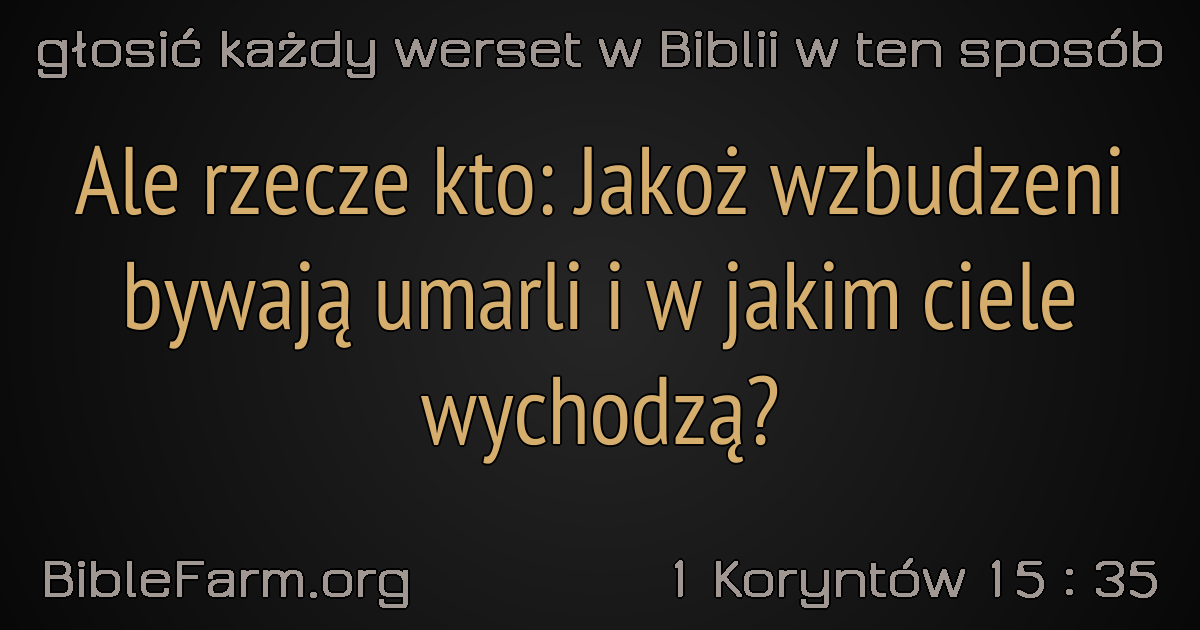 głosić każdy werset w Biblii w ten sposób
Ale rzecze kto: Jakoż wzbudzeni
bywają umarli i w jakim ciele
wychodzą?
BibleFarm.org
1 Koryntów 15 : 35